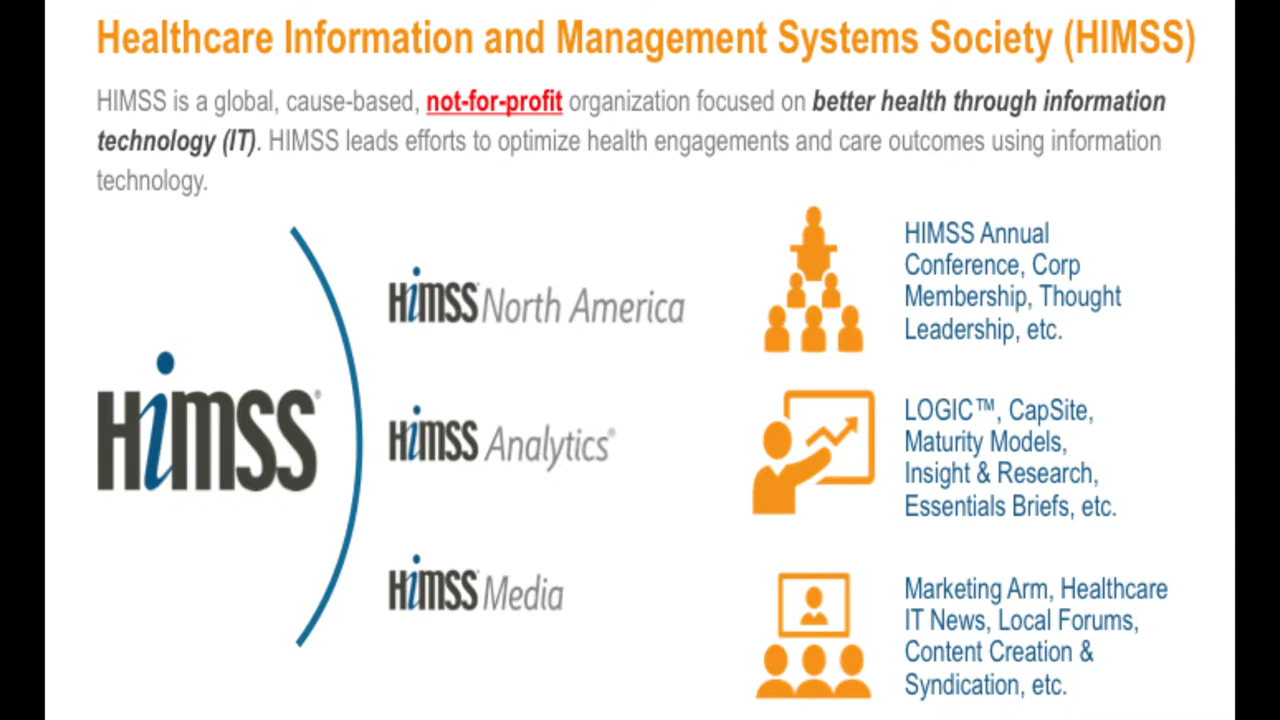 Healthcare Information and Management Systems Society (HIMSS)
HIMSS is a global, cause-based, not-for-profit organization focused on better health through information
technology (IT). HIMSS leads efforts to optimize health engagements and care outcomes using information
technology.
HiMSS®
HiMSS North America
HIMSS Annual
Conference, Corp
Membership, Thought
Leadership, etc.
HiMSS Analytics®
LOGIC™, CapSite,
Maturity Models,
Insight & Research,
Essentials Briefs, etc.
HiMSS Media
Marketing Arm, Healthcare
IT News, Local Forums,
Content Creation &
Syndication, etc.